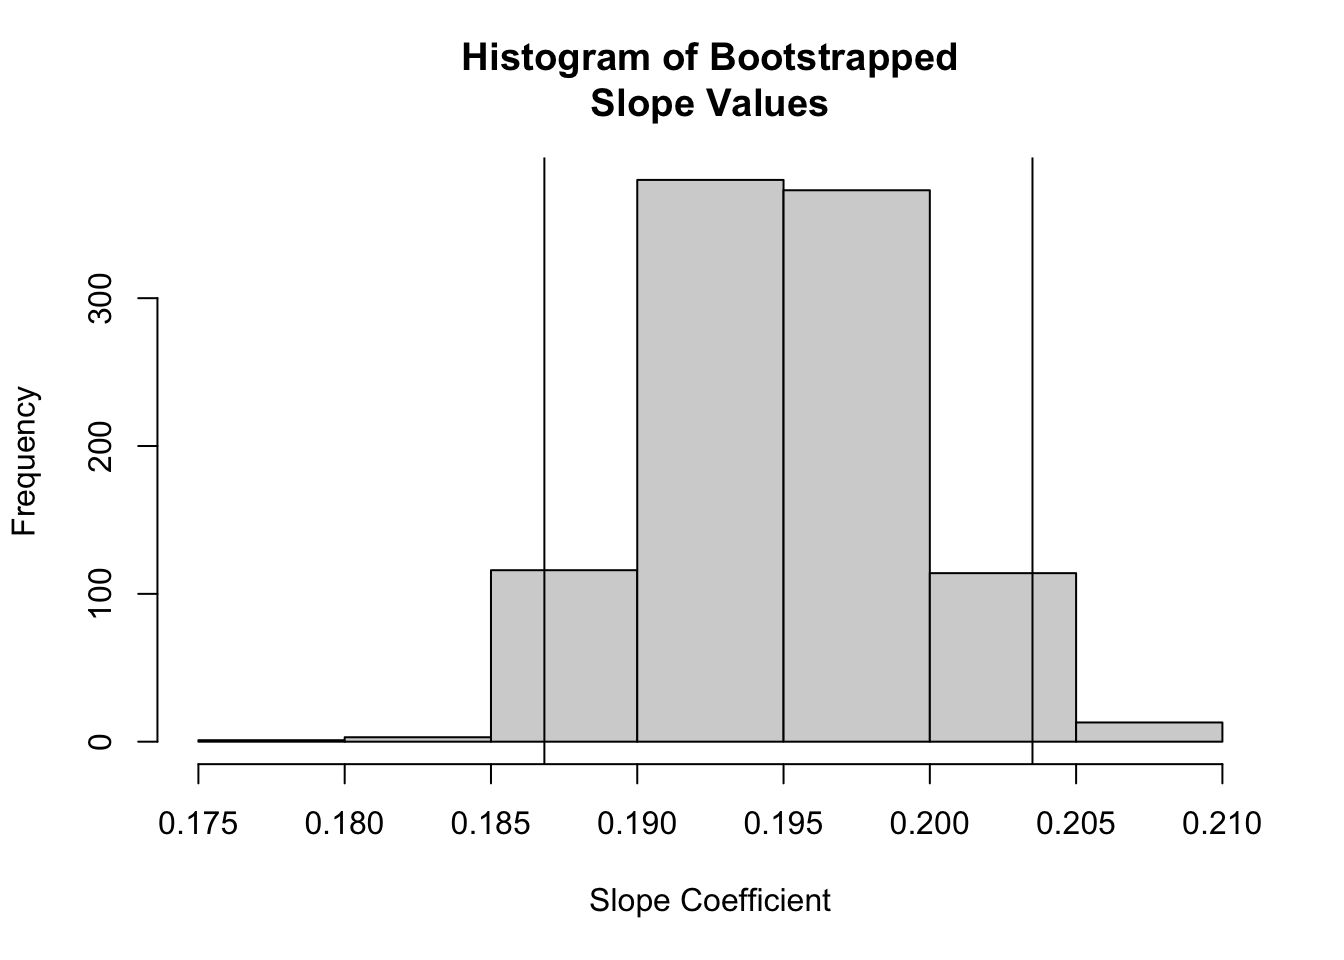 Histogram of Bootstrapped
Slope Values
Frequency
300
200
100
0
0.175 0.180 0.185 0.190 0.195 0.200 0.205 0.210
Slope Coefficient